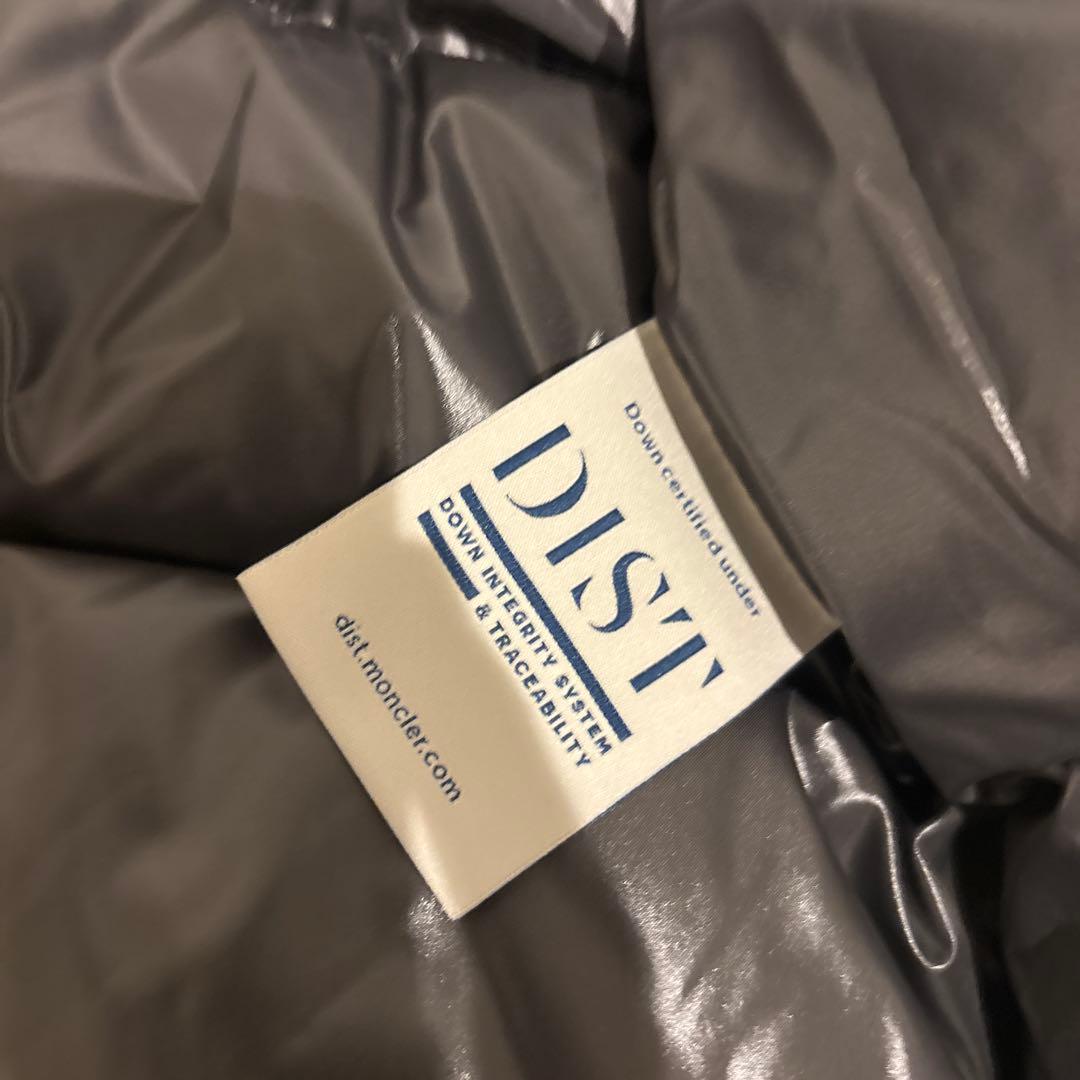 Down certified under
DIST
DOWN INTEGRITY SYSTEM
& TRACEABILITY
dist.moncler.com